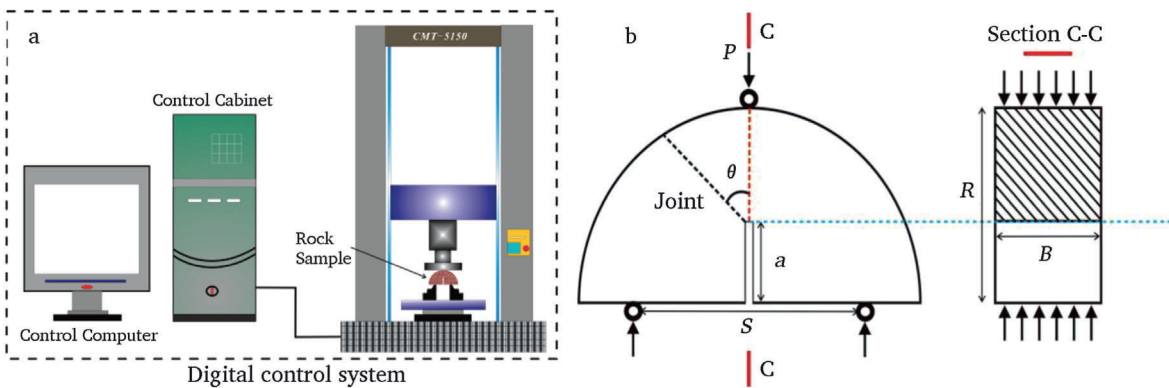 a
CMT-5150
Control Cabinet
Rock
Sample
Control Computer
Digital control system
b
C
P
θ
Joint
a
S
C
Section C-C
R
B